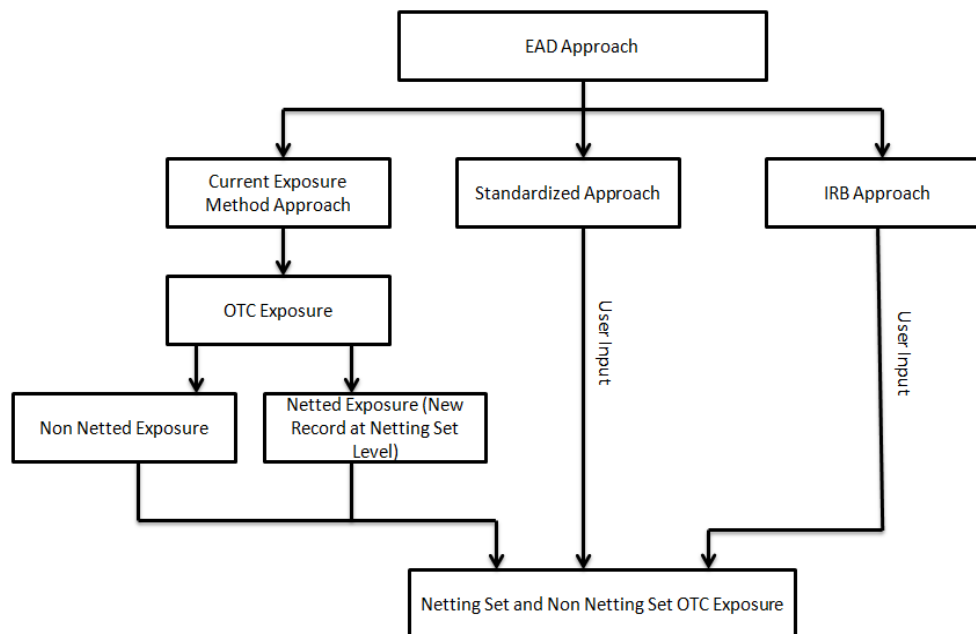 EAD Approach
Current Exposure
Method Approach
Standardized Approach
IRB Approach
OTC Exposure
User Input
User Input
Non Netted Exposure
Netted Exposure (New
Record at Netting Set
Level)
Netting Set and Non Netting Set OTC Exposure